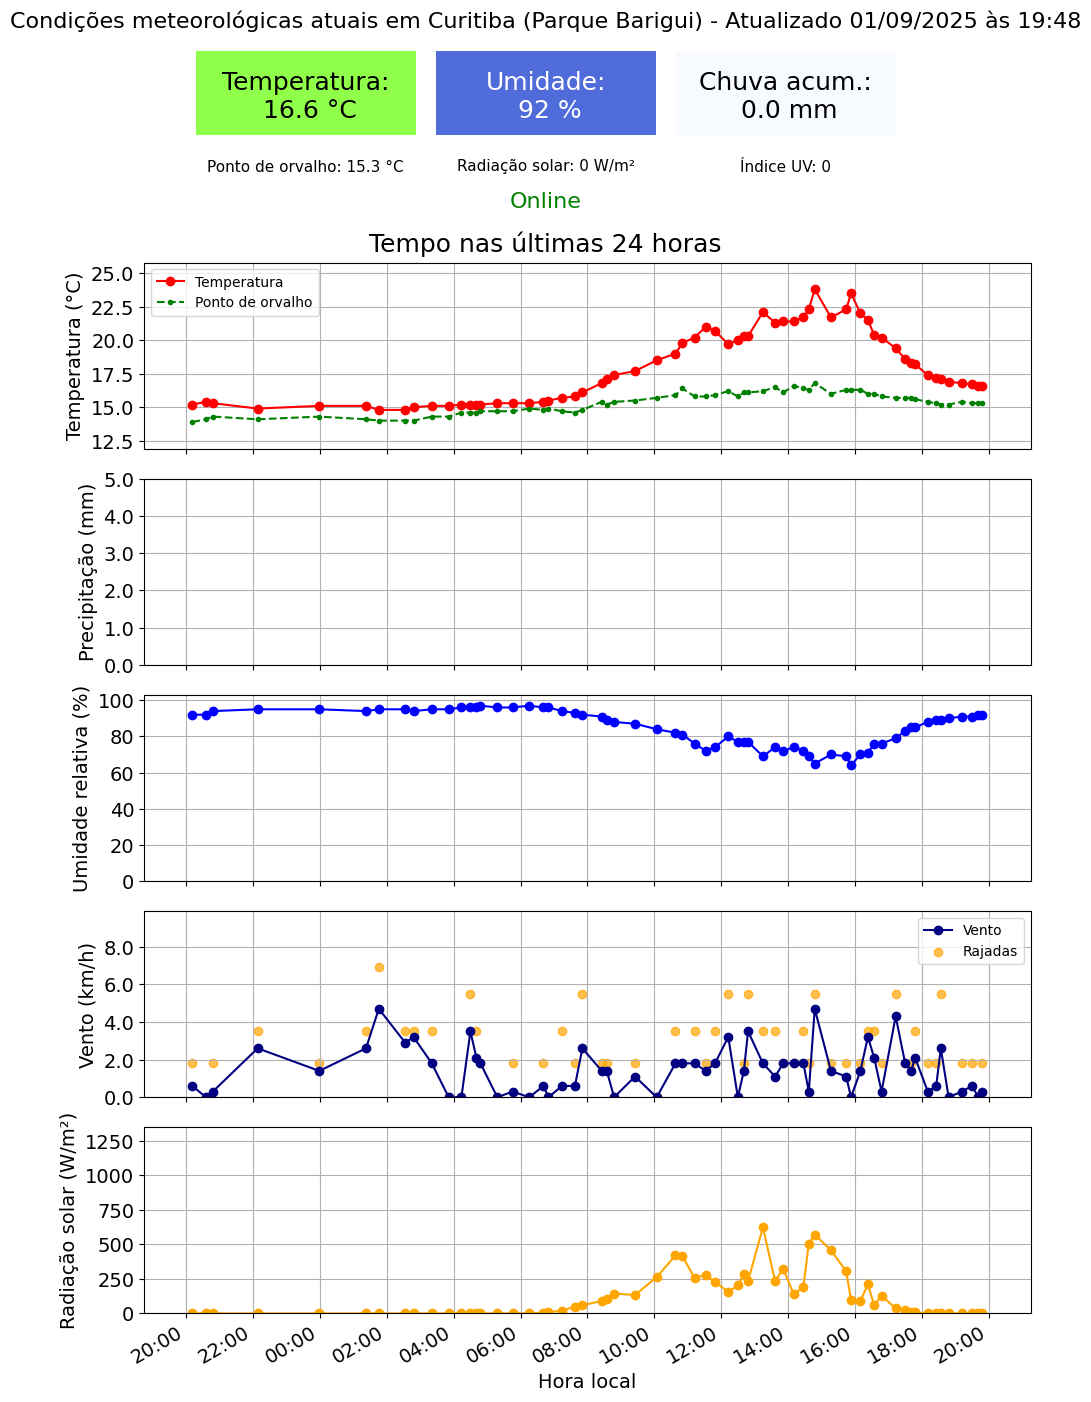 Condições meteorológicas atuais em Curitiba (Parque Barigui) - Atualizado 01/09/2025 às 19:48
Temperatura:
16.6 °C
Umidade:
92 %
Chuva acum.:
0.0 mm
Ponto de orvalho: 15.3 °C
Radiação solar: 0 W/m²
Índice UV: 0
Online
Tempo nas últimas 24 horas
Temperatura (°C)
25.0
22.5
20.0
17.5
15.0
12.5
Temperatura
Ponto de orvalho
Precipitação (mm)
5.0
4.0
3.0
2.0
1.0
0.0
Umidade relativa (%)
100
80
60
40
20
0
Vento (km/h)
8.0
6.0
4.0
2.0
0.0
Vento
Rajadas
Radiação solar (W/m²)
1250
1000
750
500
250
0
20:00
22:00
00:00
02:00
04:00
06:00
08:00
10:00
12:00
14:00
16:00
18:00
20:00
Hora local